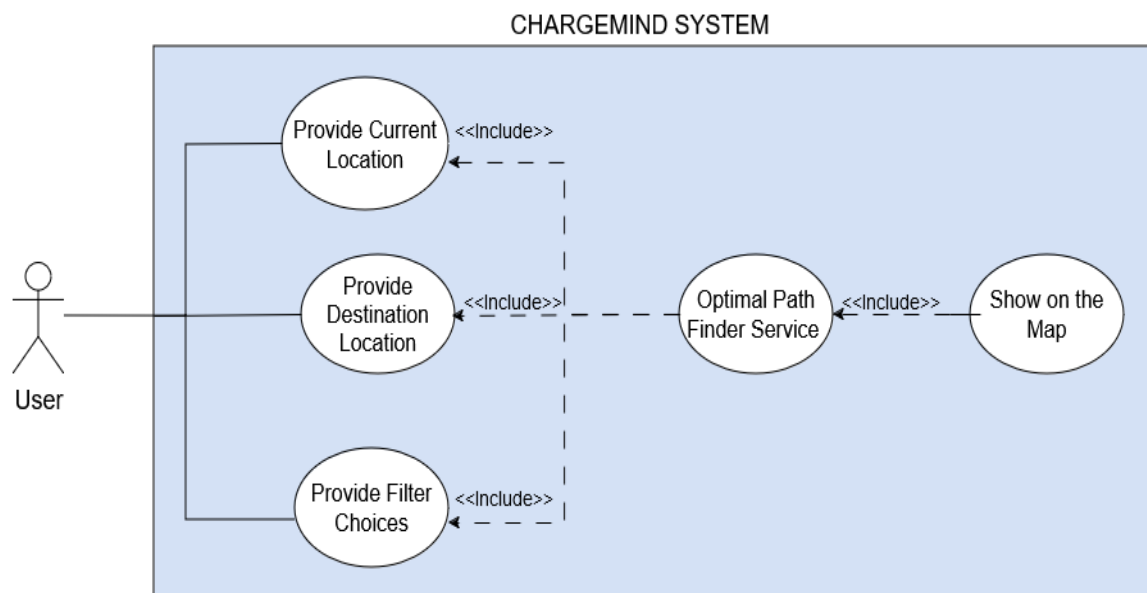 CHARGEMIND SYSTEM
Provide Current
Location
<<Include>>
Provide
Destination
Location
<<Include>>
Optimal Path
Finder Service
<<Include>>
Show on the
Map
User
Provide Filter
Choices
<<Include>>